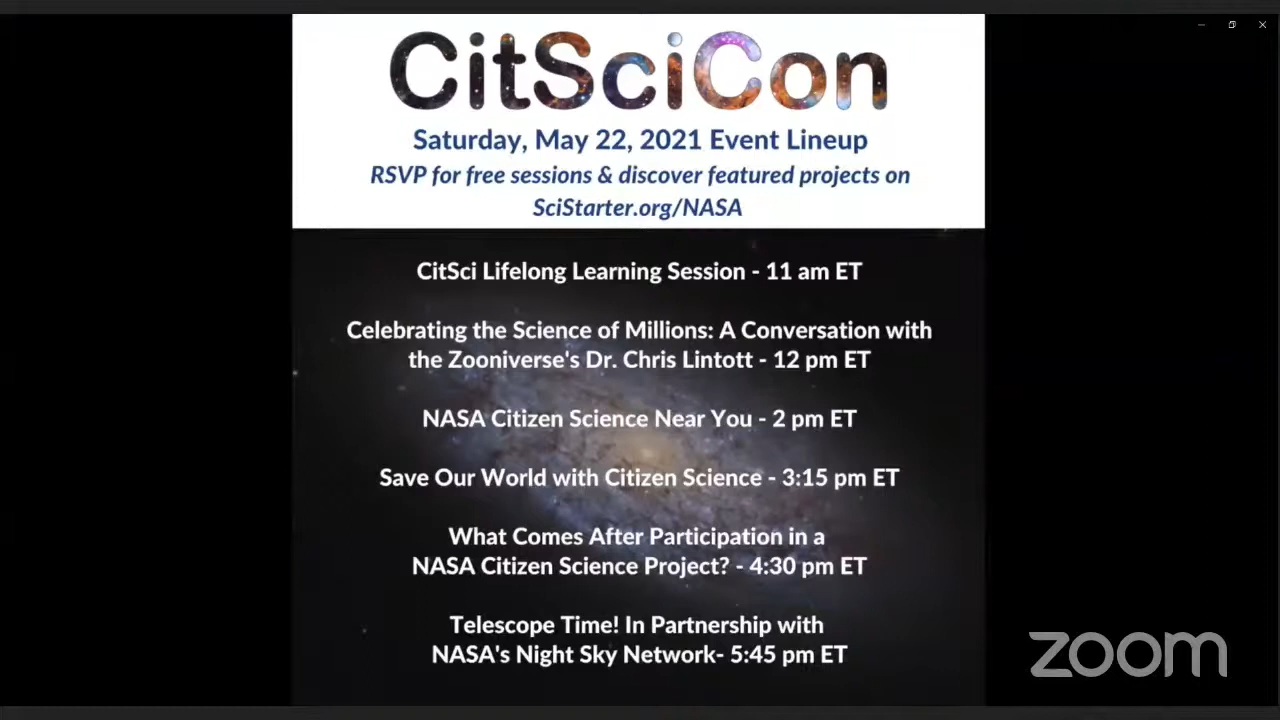 CitSciCon
Saturday, May 22, 2021 Event Lineup
RSVP for free sessions & discover featured projects on
SciStarter.org/NASA
CitSci Lifelong Learning Session - 11 am ET
Celebrating the Science of Millions: A Conversation with
the Zooniverse's Dr. Chris Lintott - 12 pm ET
NASA Citizen Science Near You - 2 pm ET
Save Our World with Citizen Science - 3:15 pm ET
What Comes After Participation in a
NASA Citizen Science Project? - 4:30 pm ET
Telescope Time! In Partnership with
NASA's Night Sky Network- 5:45 pm ET
zoom